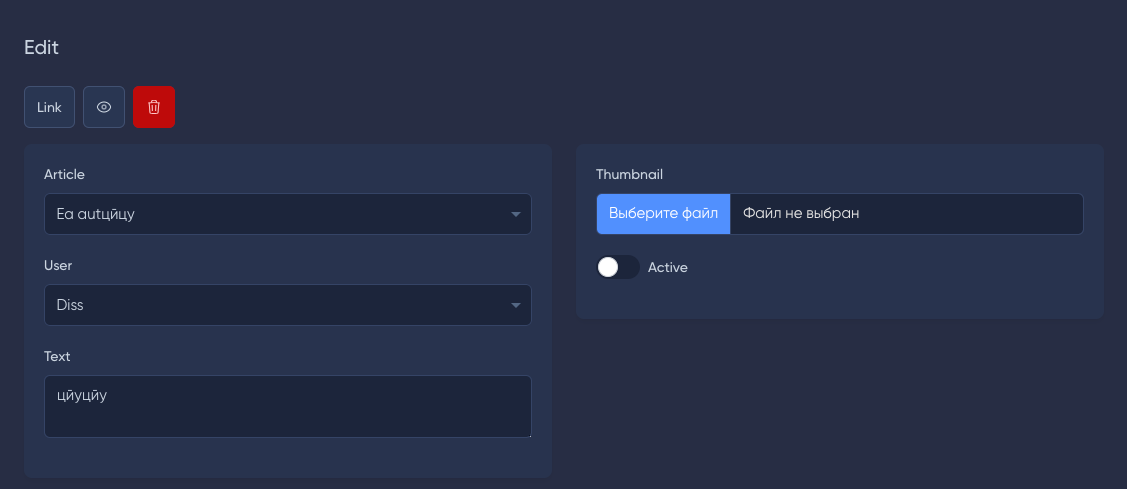 Edit
Link
Article
Ea autцйцу
User
Diss
Text
цйуцйу
Thumbnail
Выберите файл Файл не выбран
Active